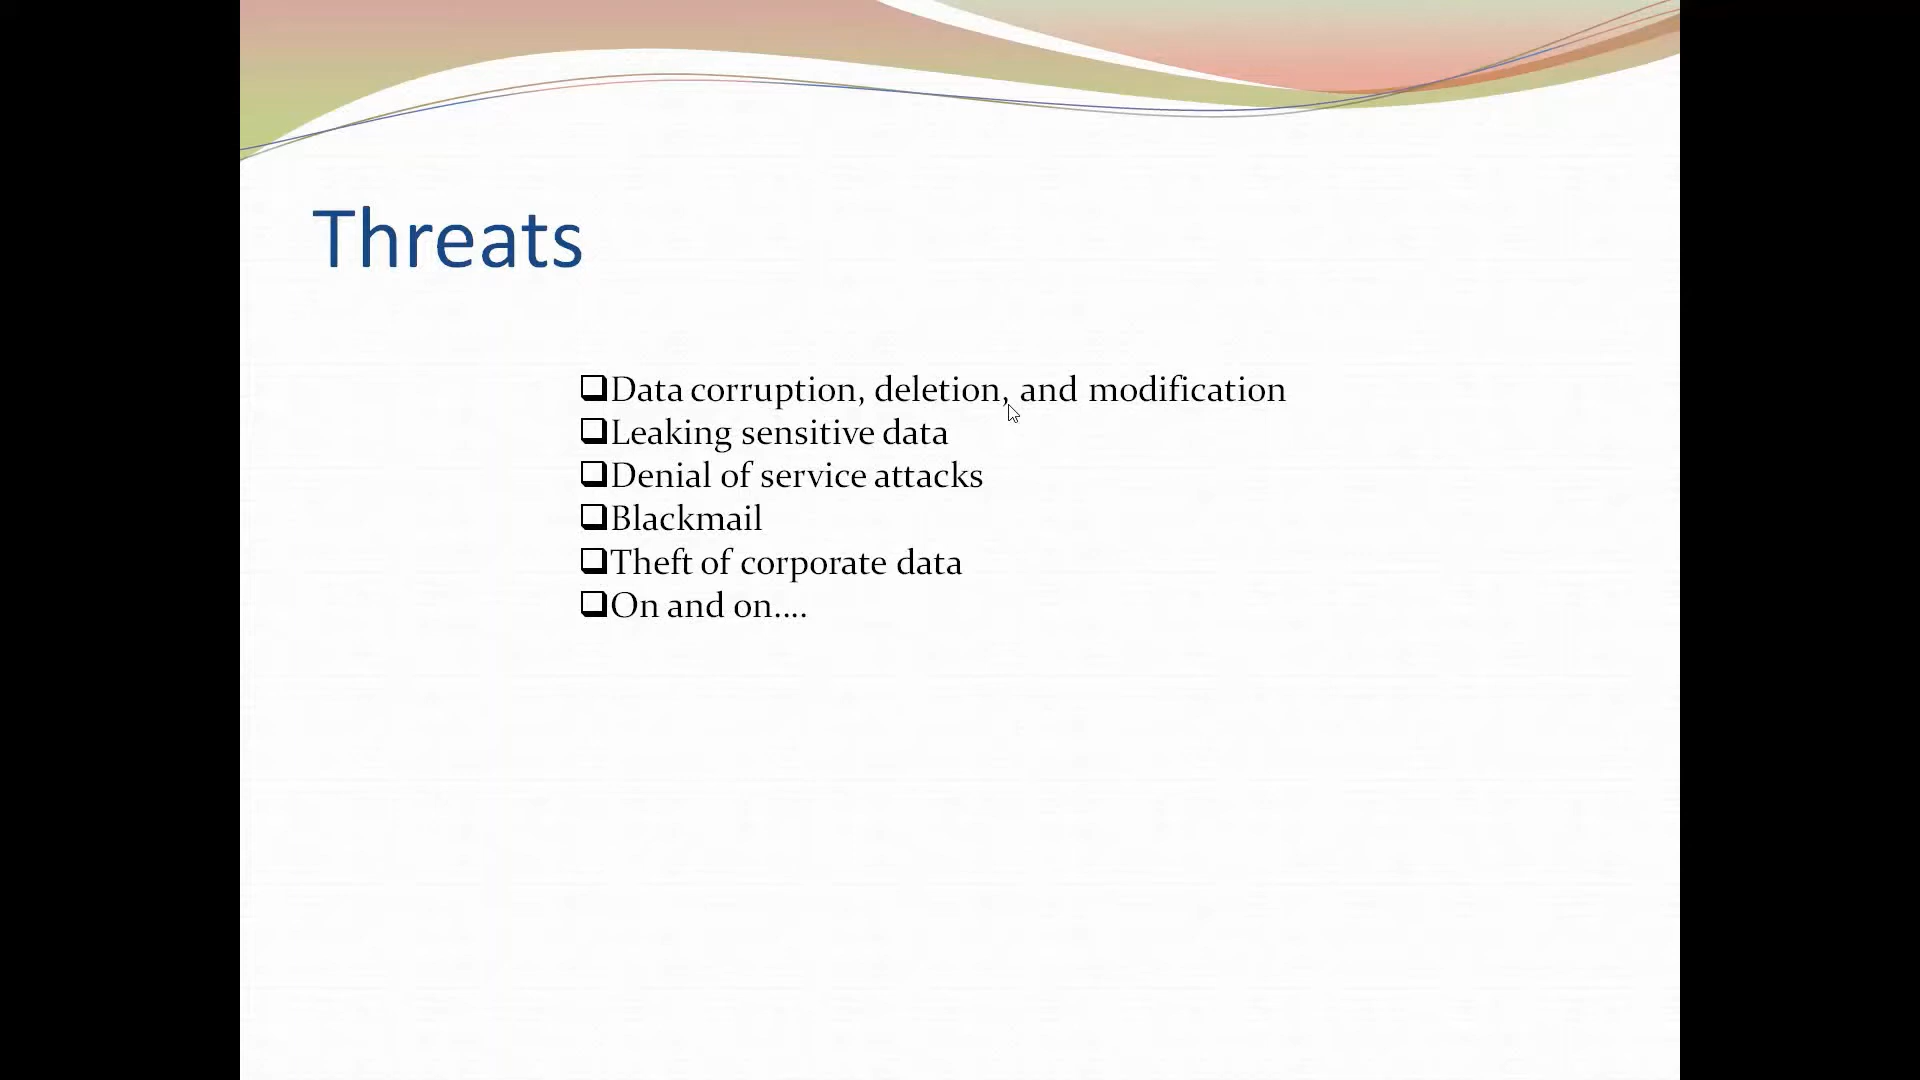 Threats
❑Data corruption, deletion, and modification
❑Leaking sensitive data
❑Denial of service attacks
❑Blackmail
❑Theft of corporate data
❑On and on....